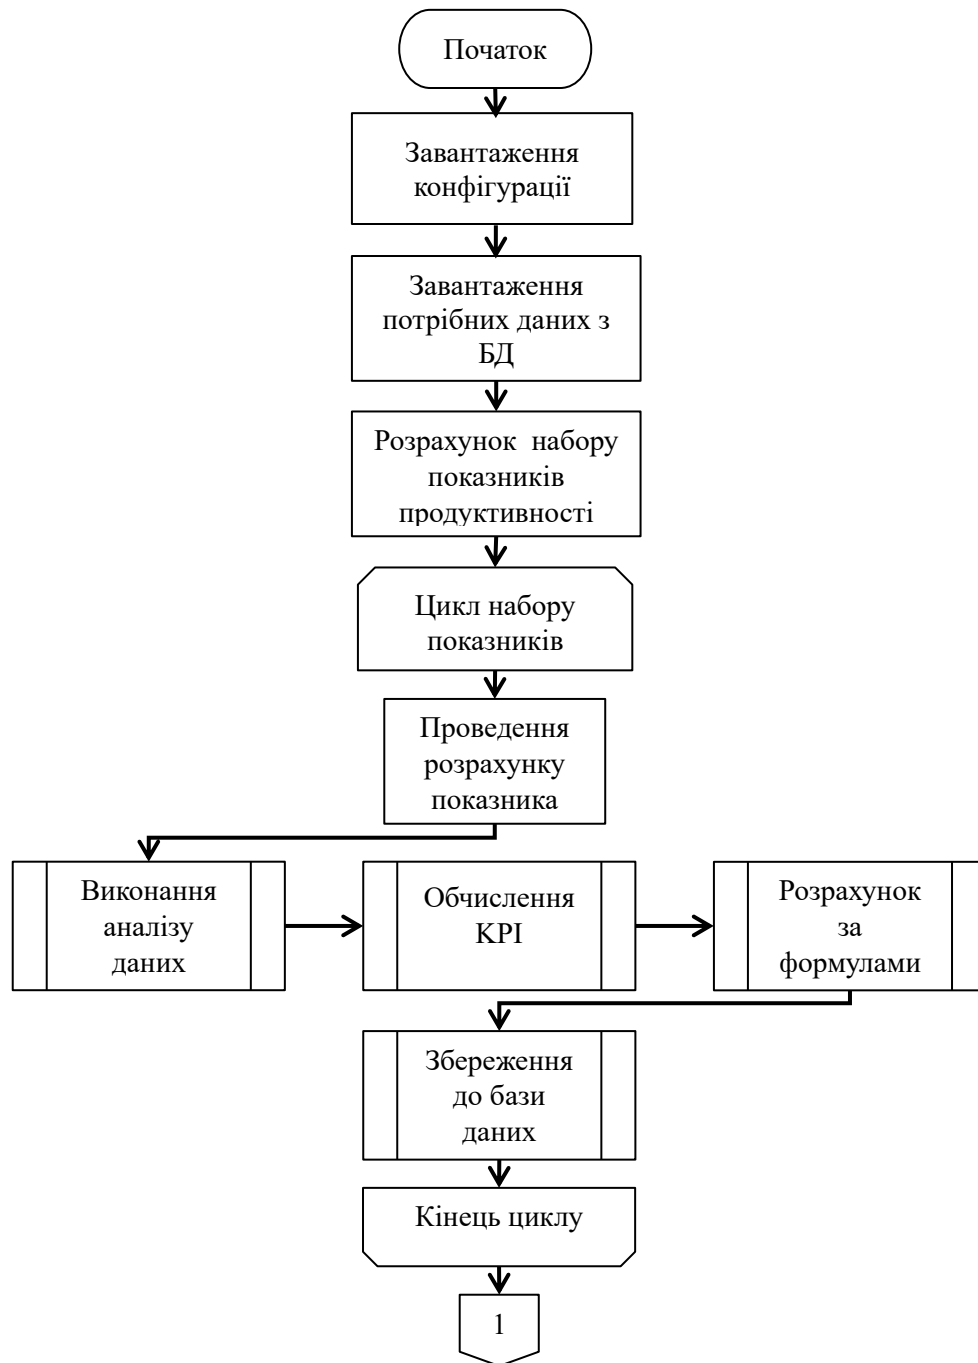 Початок
Завантаження
конфігурації
Завантаження
потрібних даних з
БД
Розрахунок набору
показників
продуктивності
Цикл набору
показників
Проведення
розрахунку
показника
Виконання
аналізу
даних
Обчислення
KPI
Розрахунок
за
формулами
Збереження
до бази
даних
Кінець циклу
1